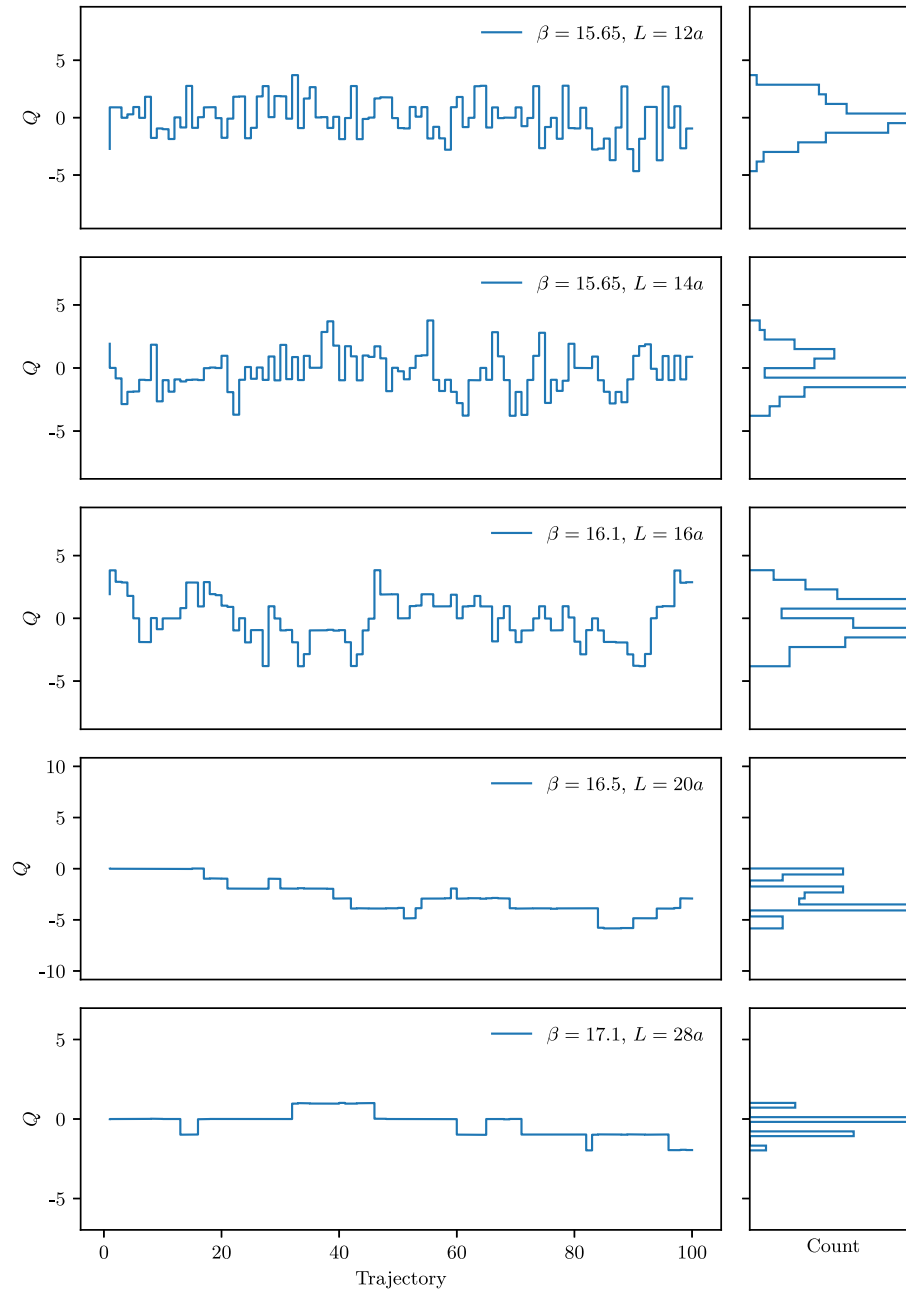 β = 15.65, L = 12a
5
0
-5
Q
β = 15.65, L = 14a
5
0
-5
Q
β = 16.1, L = 16a
5
0
-5
Q
β = 16.5, L = 20a
10
5
0
-5
-10
Q
β = 17.1, L = 28a
5
0
-5
Q
0 20 40 60 80 100
Trajectory
Count